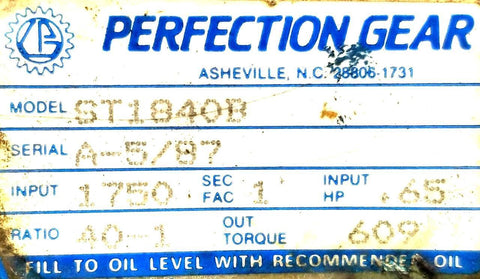 PERFECTION GEAR
ASHEVILLE, N.C. 28806-1731
MODEL ST1840B
SERIAL A-5/87
INPUT 1750 SEC FAC 1 INPUT HP .65
RATIO 40-1 OUT TORQUE 609
FILL TO OIL LEVEL WITH RECOMMENDED OIL